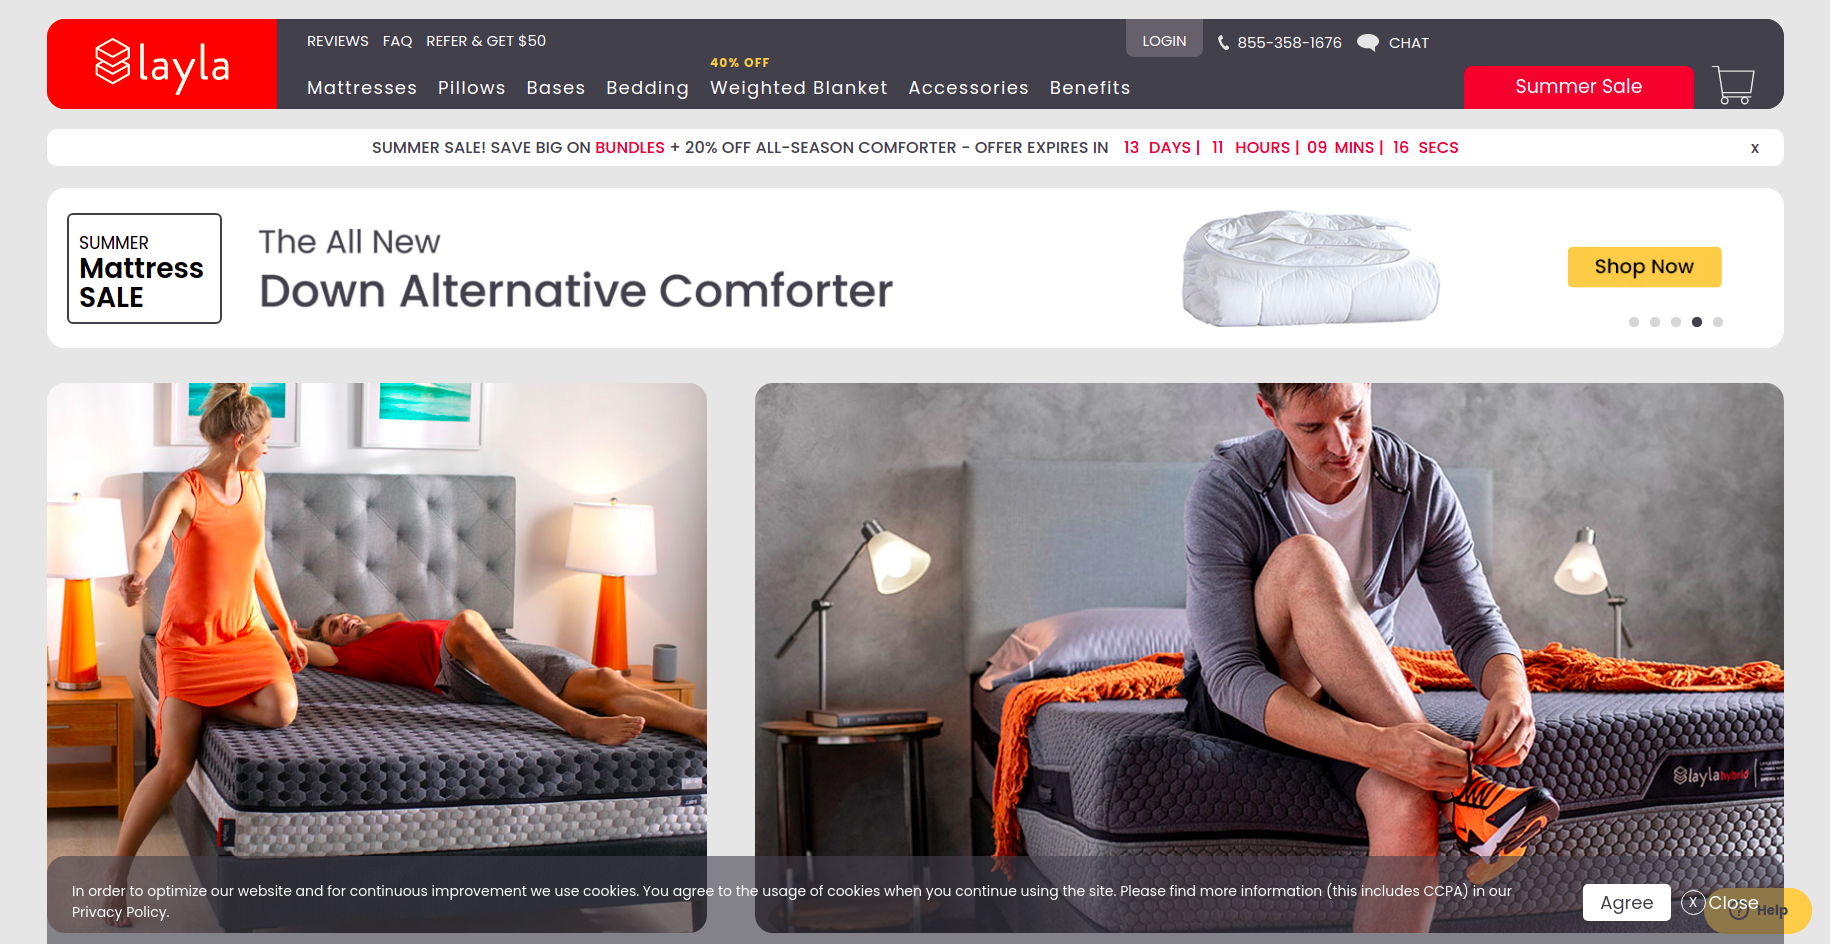 layla
REVIEWS FAQ REFER & GET $50
LOGIN 855-358-1676 CHAT
40% OFF
Mattresses Pillows Bases Bedding Weighted Blanket Accessories Benefits
Summer Sale
SUMMER SALE! SAVE BIG ON BUNDLES + 20% OFF ALL-SEASON COMFORTER - OFFER EXPIRES IN 13 DAYS | 11 HOURS | 09 MINS | 16 SECS
x
SUMMER
Mattress
SALE
The All New
Down Alternative Comforter
Shop Now
layla hybrid
In order to optimize our website and for continuous improvement we use cookies. You agree to the usage of cookies when you continue using the site. Please find more information (this includes CCPA) in our
Privacy Policy.
Agree
X Close
? Help